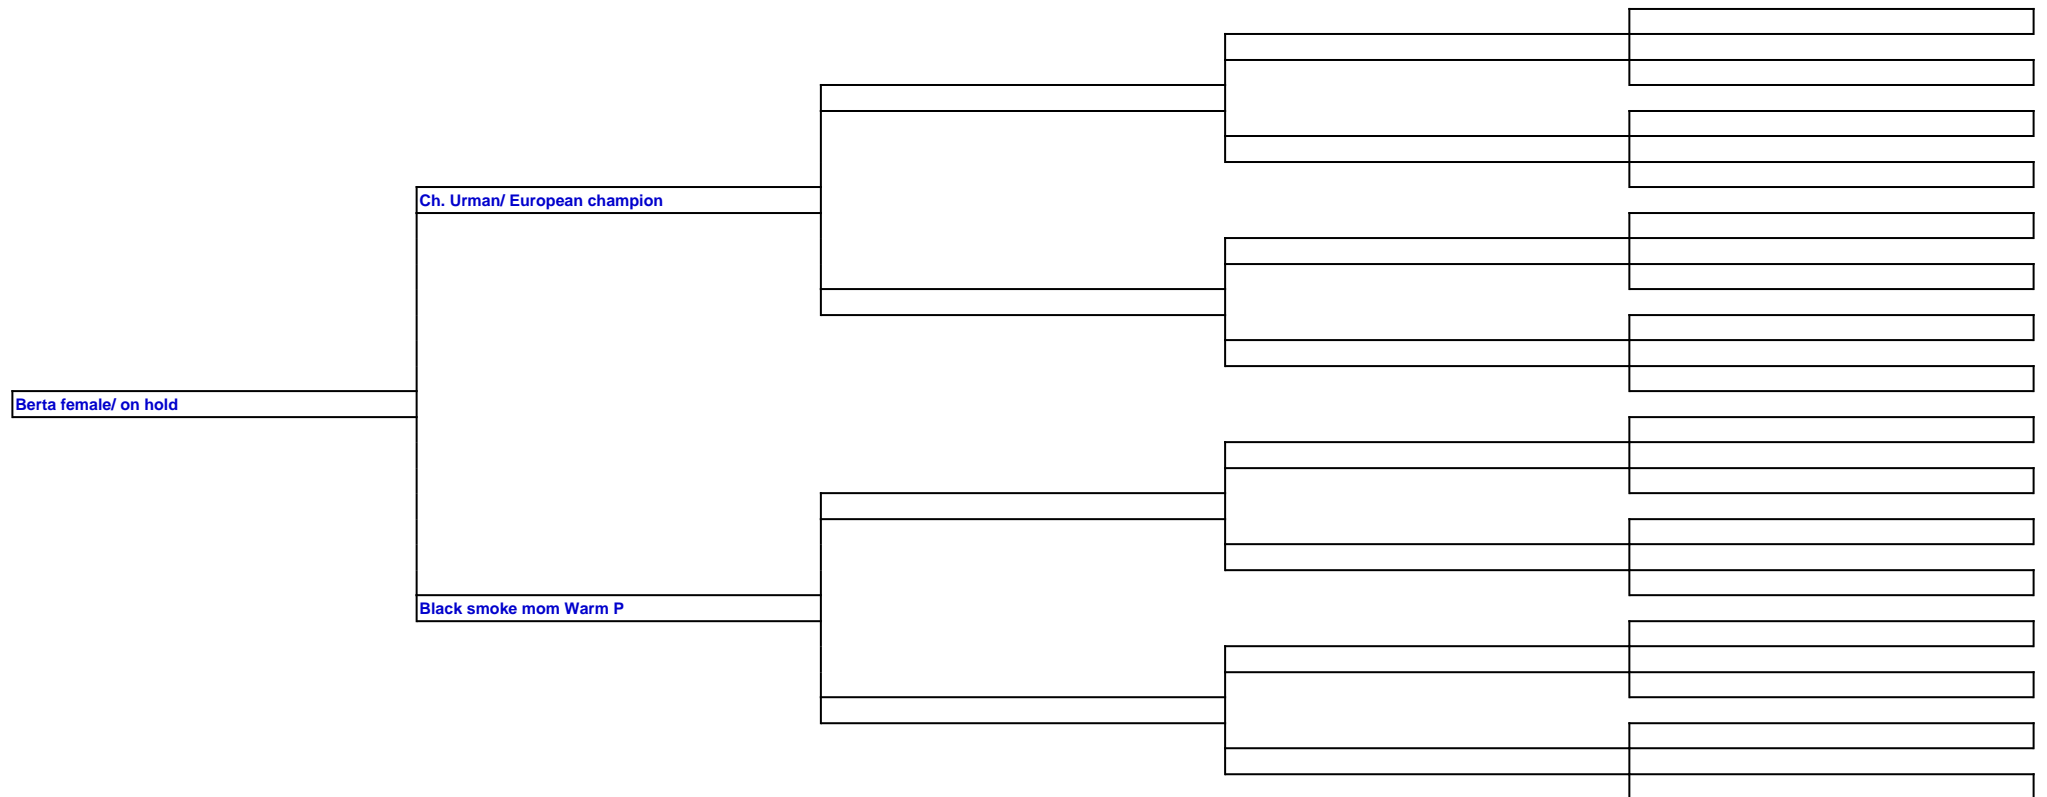 Ch. Urman/ European champion
Berta female/ on hold
Black smoke mom Warm P